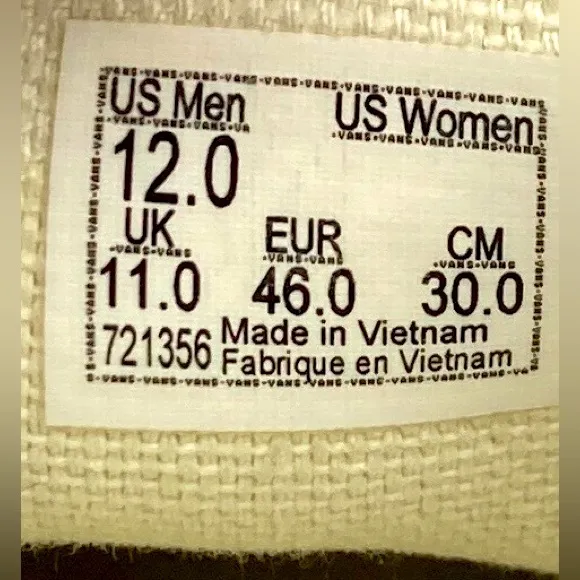 US Men US Women
12.0
UK EUR CM
11.0 46.0 30.0
721356 Made in Vietnam
Fabrique en Vietnam